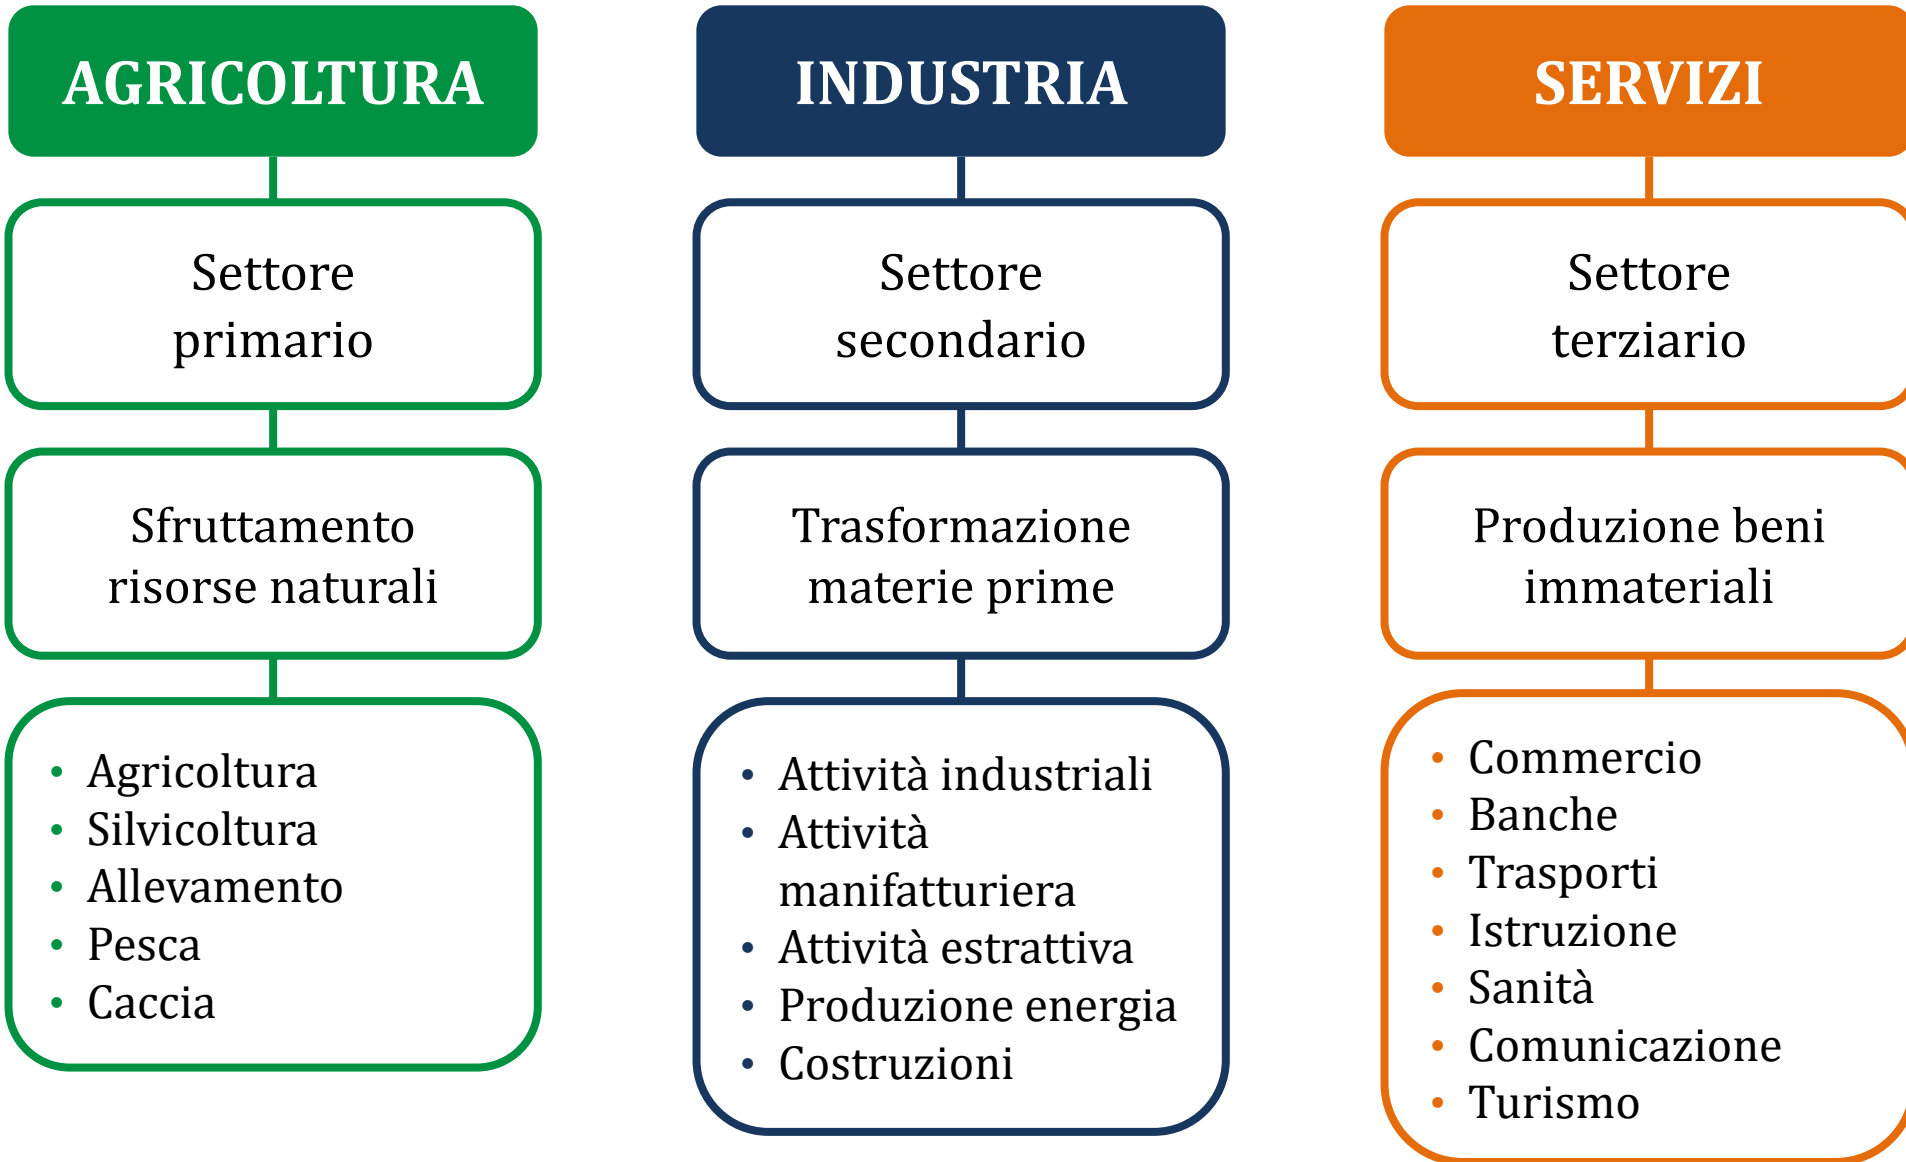 AGRICOLTURA
Settore
primario
Sfruttamento
risorse naturali
• Agricoltura
• Silvicoltura
• Allevamento
• Pesca
• Caccia
INDUSTRIA
Settore
secondario
Trasformazione
materie prime
• Attività industriali
• Attività
manifatturiera
• Attività estrattiva
• Produzione energia
• Costruzioni
SERVIZI
Settore
terziario
Produzione beni
immateriali
• Commercio
• Banche
• Trasporti
• Istruzione
• Sanità
• Comunicazione
• Turismo